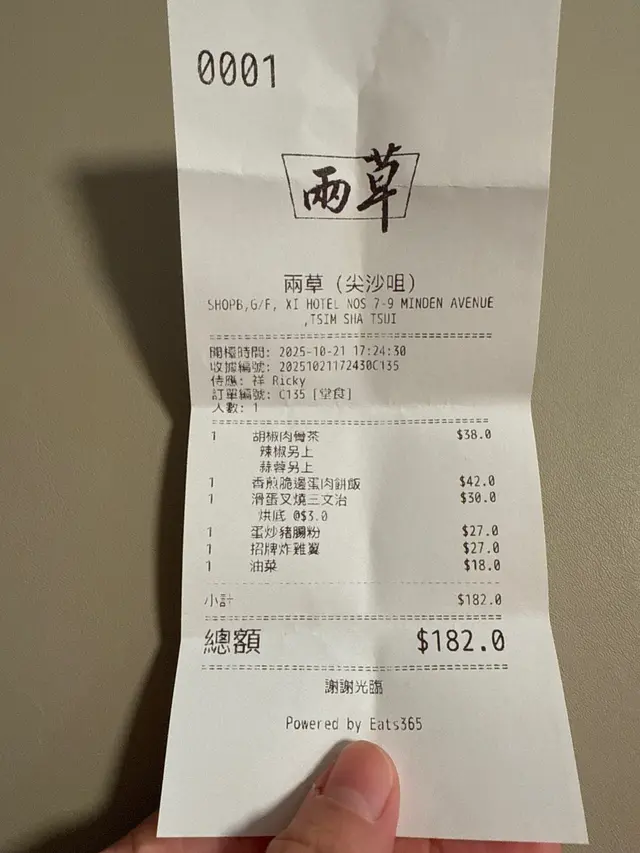 0001
兩草
兩草 (尖沙咀)
SHOPB,G/F, XI HOTEL NOS 7-9 MINDEN AVENUE
,TSIM SHA TSUI
開檯時間: 2025-10-21 17:24:30
收據編號: 20251021172430C135
侍應: 祥 Ricky
訂單編號: C135 [堂食]
人數: 1
1 胡椒肉骨茶 $38.0
辣椒另上
蒜蓉另上
1 香煎脆邊蛋肉餅飯 $42.0
1 滑蛋叉燒三文治 $30.0
烘底 @$3.0
1 蛋炒豬腸粉 $27.0
1 招牌炸雞翼 $27.0
1 油菜 $18.0
小計 $182.0
總額 $182.0
謝謝光臨
Powered by Eats365